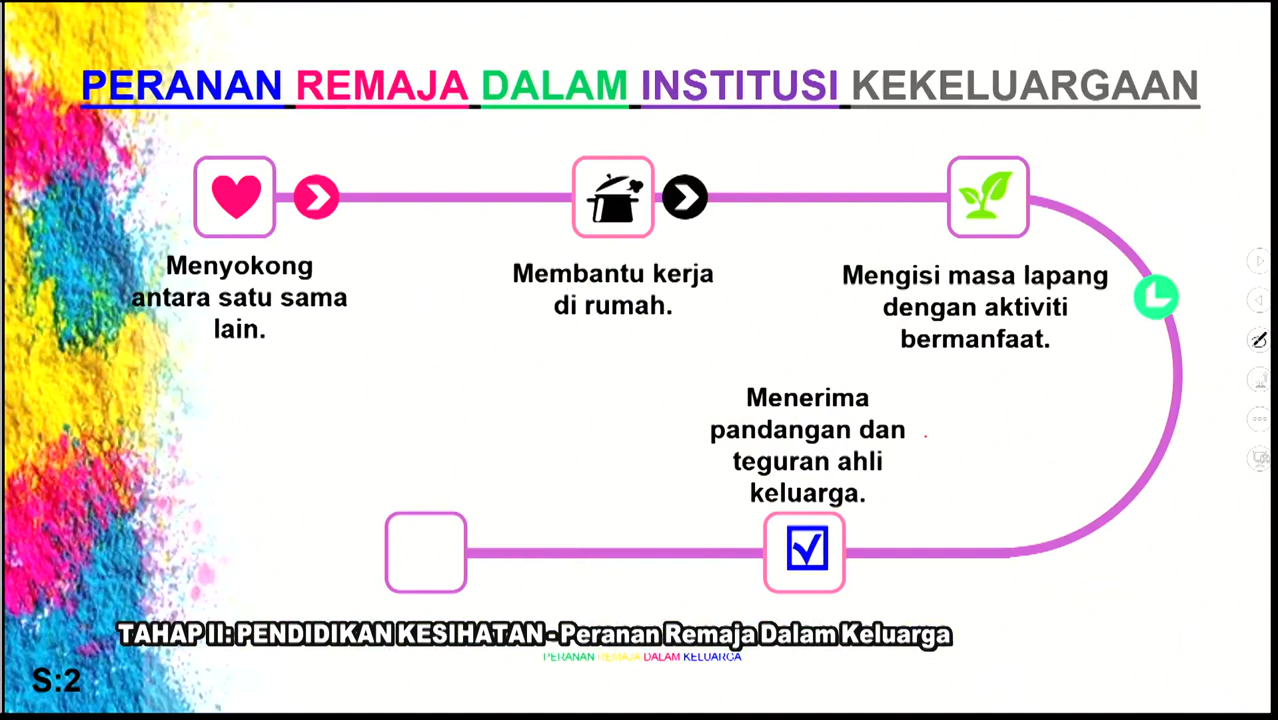 PERANAN REMAJA DALAM INSTITUSI KEKELUARGAAN
Menyokong
antara satu sama
lain.
Membantu kerja
di rumah.
Mengisi masa lapang
dengan aktiviti
bermanfaat.
Menerima
pandangan dan
teguran ahli
keluarga.
TAHAP II: PENDIDIKAN KESIHATAN - Peranan Remaja Dalam Keluarga
PERANAN REMAJA DALAM KELUARGA
S:2